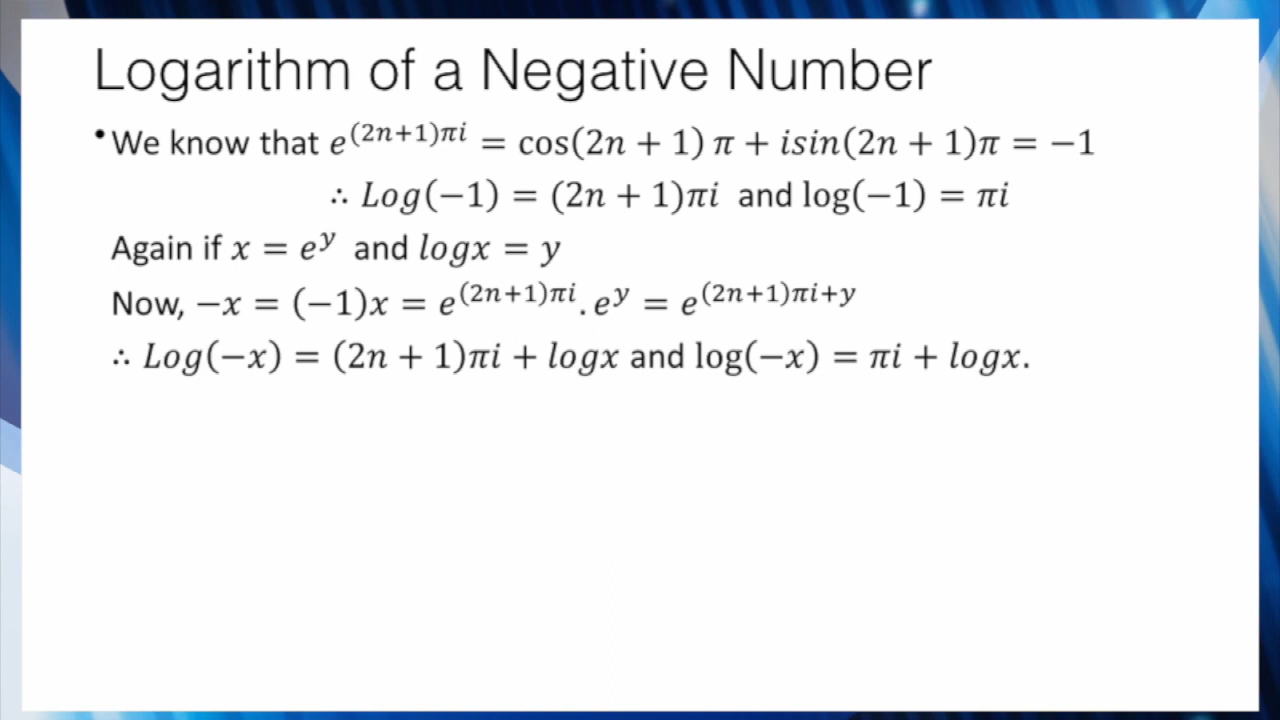 Logarithm of a Negative Number
• We know that e^{(2n+1)πi} = cos(2n + 1) π + isin(2n + 1)π = −1
∴ Log(−1) = (2n + 1)πi and log(−1) = πi
Again if x = e^y and logx = y
Now, −x = (−1)x = e^{(2n+1)πi}. e^y = e^{(2n+1)πi+y}
∴ Log(−x) = (2n + 1)πi + logx and log(−x) = πi + logx.